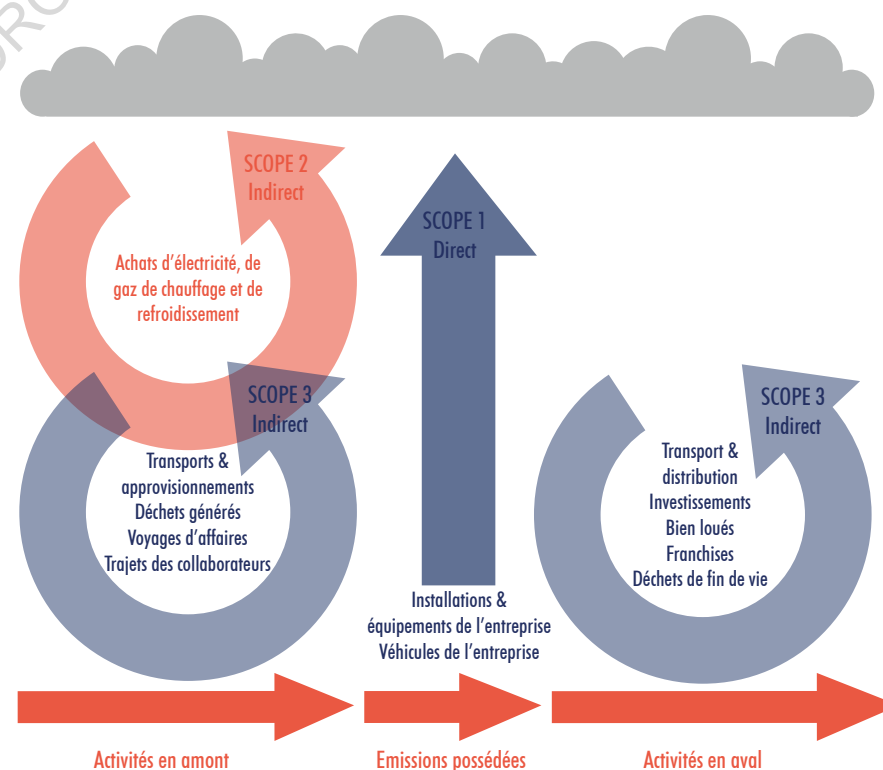 SCOPE 2
Indirect
Achats d’électricité, de
gaz de chauffage et de
refroidissement
SCOPE 3
Indirect
Transports &
approvisionnements
Déchets générés
Voyages d’affaires
Trajets des collaborateurs
SCOPE 1
Direct
Installations &
équipements de l’entreprise
Véhicules de l’entreprise
SCOPE 3
Indirect
Transport &
distribution
Investissements
Bien loués
Franchises
Déchets de fin de vie
Activités en amont
Emissions possédées
Activités en aval